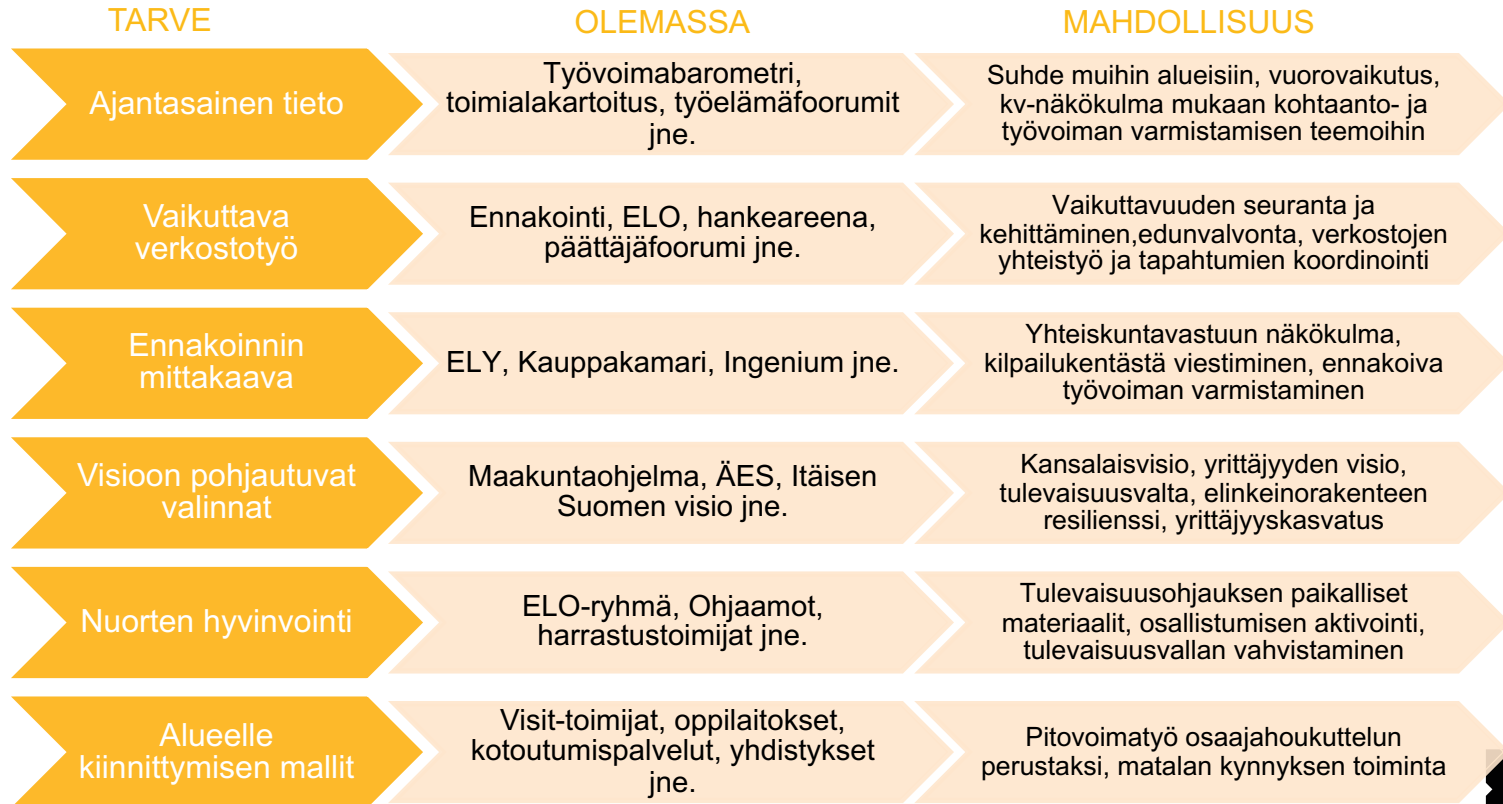 TARVE
OLEMASSA
MAHDOLLISUUS
Ajantasainen tieto
Työvoimabarometri,
toimialakartoitus, työelämäfoorumit
jne.
Suhde muihin alueisiin, vuorovaikutus,
kv-näkökulma mukaan kohtaanto- ja
työvoiman varmistamisen teemoihin
Vaikuttava
verkostotyö
Ennakointi, ELO, hankeareena,
päättäjäfoorumi jne.
Vaikuttavuuden seuranta ja
kehittäminen,edunvalvonta, verkostojen
yhteistyö ja tapahtumien koordinointi
Ennakoinnin
mittakaava
ELY, Kauppakamari, Ingenium jne.
Yhteiskuntavastuun näkökulma,
kilpailukentästä viestiminen, ennakoiva
työvoiman varmistaminen
Visioon pohjautuvat
valinnat
Maakuntaohjelma, ÄES, Itäisen
Suomen visio jne.
Kansalaisvisio, yrittäjyyden visio,
tulevaisuusvalta, elinkeinorakenteen
resilienssi, yrittäjyyskasvatus
Nuorten hyvinvointi
ELO-ryhmä, Ohjaamot,
harrastustoimijat jne.
Tulevaisuusohjauksen paikalliset
materiaalit, osallistumisen aktivointi,
tulevaisuusvallan vahvistaminen
Alueelle
kiinnittymisen mallit
Visit-toimijat, oppilaitokset,
kotoutumispalvelut, yhdistykset
jne.
Pitovoimatyö osaajahoukuttelun
perustaksi, matalan kynnyksen toiminta